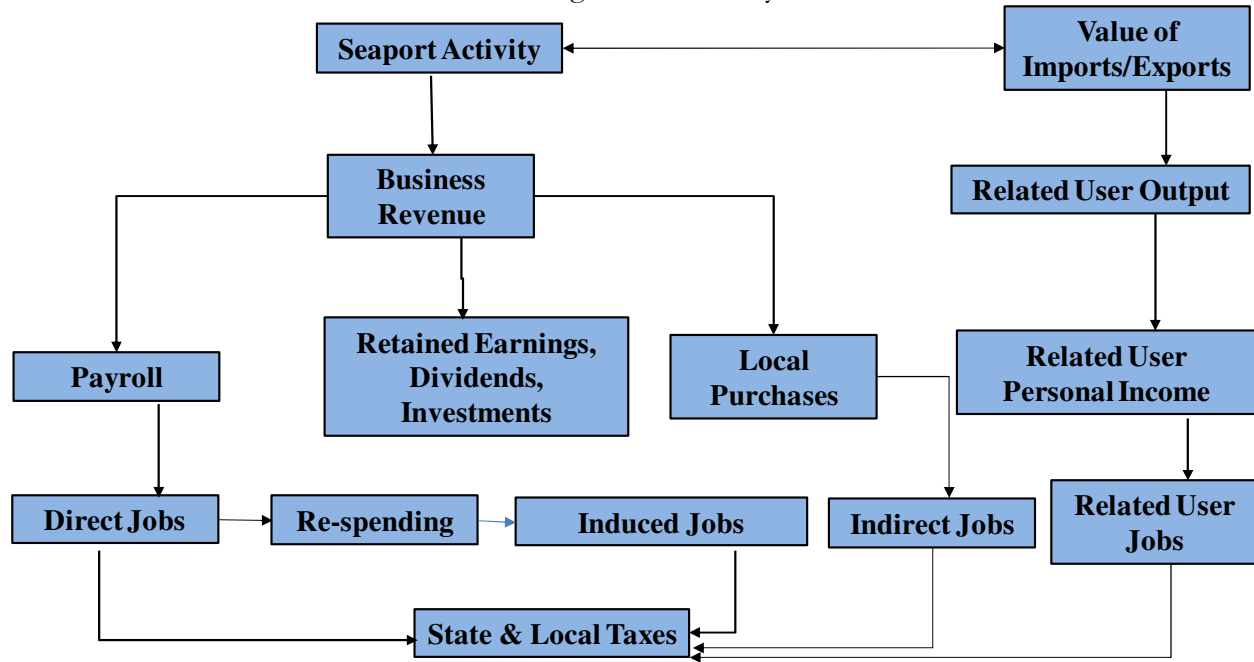 Seaport Activity
Value of
Imports/Exports
Business
Revenue
Related User Output
Payroll
Retained Earnings,
Dividends,
Investments
Local
Purchases
Related User
Personal Income
Direct Jobs
Re-spending
Induced Jobs
Indirect Jobs
Related User
Jobs
State & Local Taxes